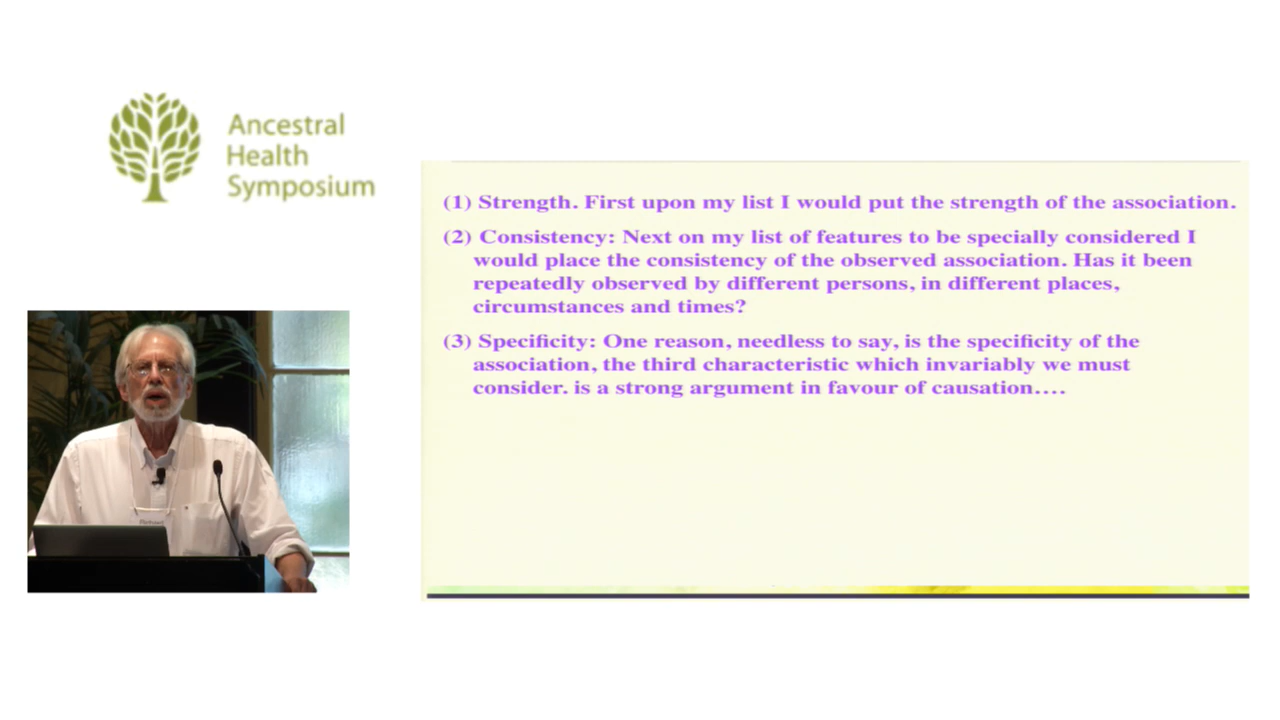 Ancestral
Health
Symposium
(1) Strength. First upon my list I would put the strength of the association.
(2) Consistency: Next on my list of features to be specially considered I
would place the consistency of the observed association. Has it been
repeatedly observed by different persons, in different places,
circumstances and times?
(3) Specificity: One reason, needless to say, is the specificity of the
association, the third characteristic which invariably we must
consider. is a strong argument in favour of causation....
Richard